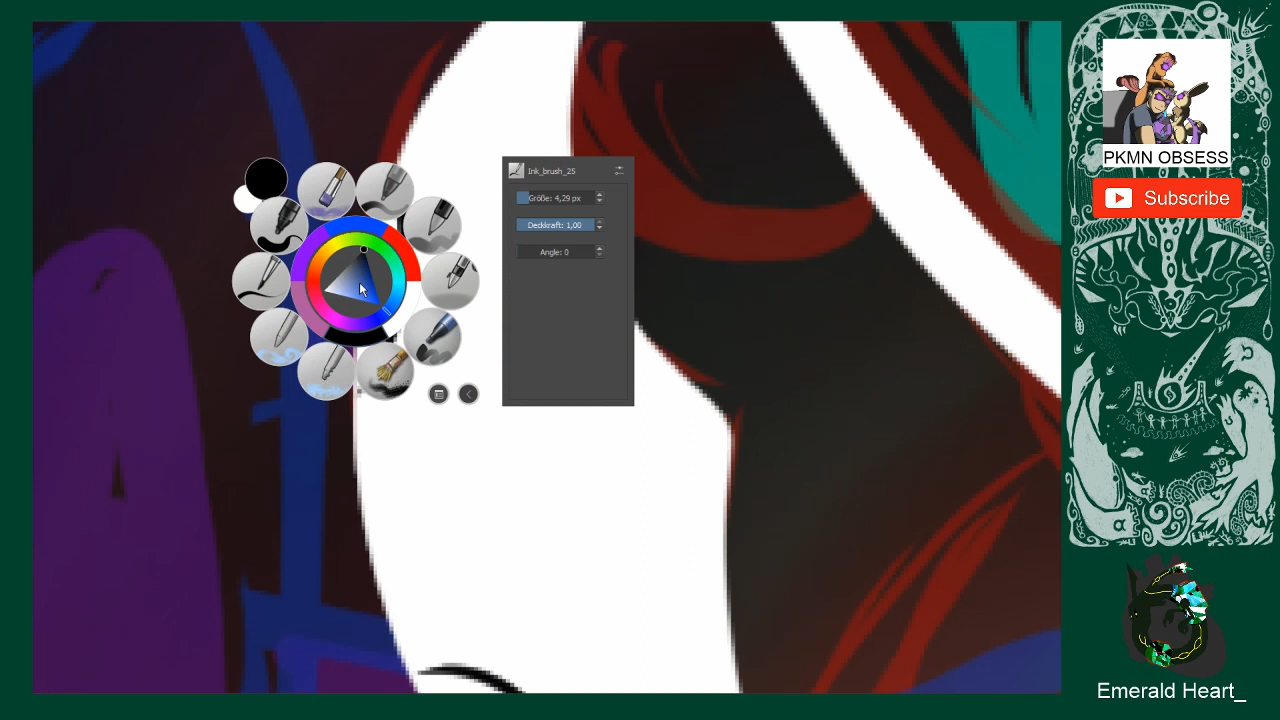 Ink_brush_25
Größe: 4,29 px
Deckkraft: 1,00
Angle: 0
PKMN OBSESS
Subscribe
Emerald Heart_